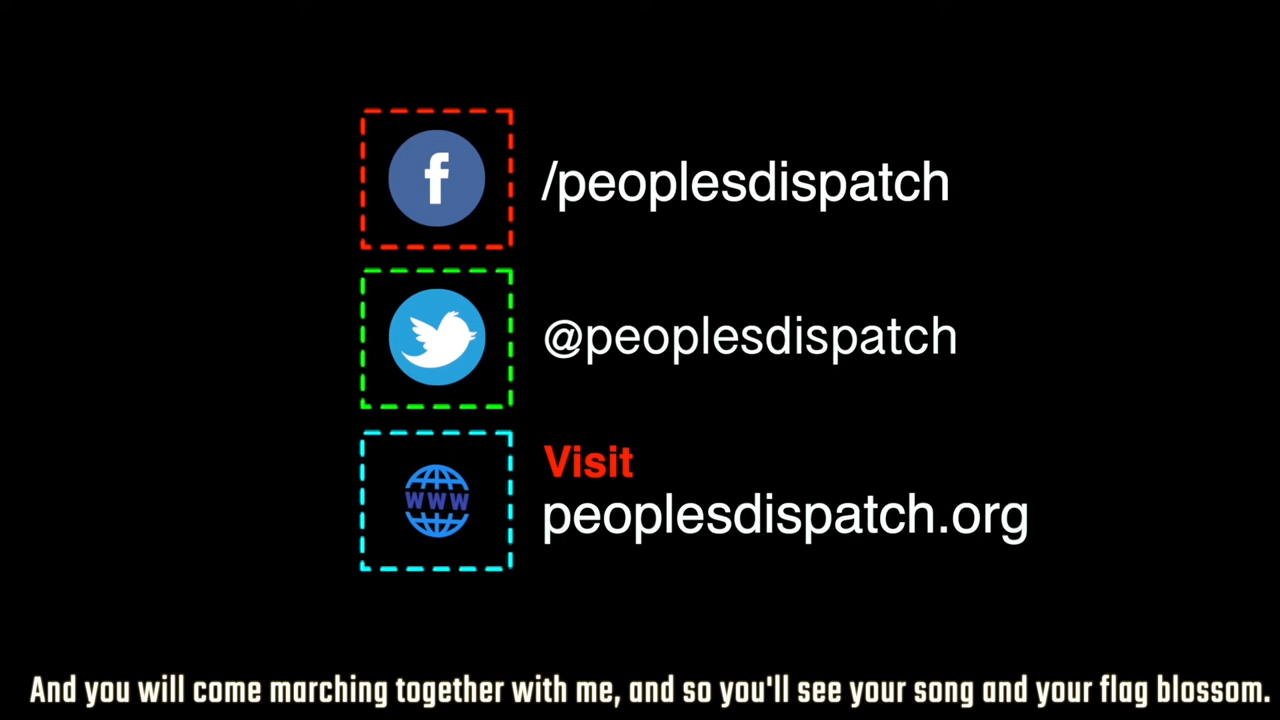 f
/peoplesdispatch
@peoplesdispatch
Visit
WWW
peoplesdispatch.org
And you will come marching together with me, and so you'll see your song and your flag blossom.